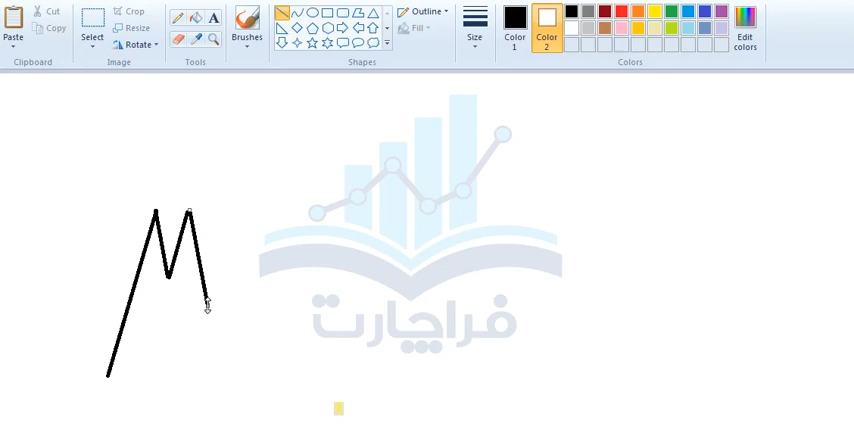 Paste
Cut
Copy
Clipboard
Select
Crop
Resize
Rotate
Image
A
Tools
Brushes
Outline
Fill
Shapes
Size
Color 1
Color 2
Edit colors
Colors
فراچارت